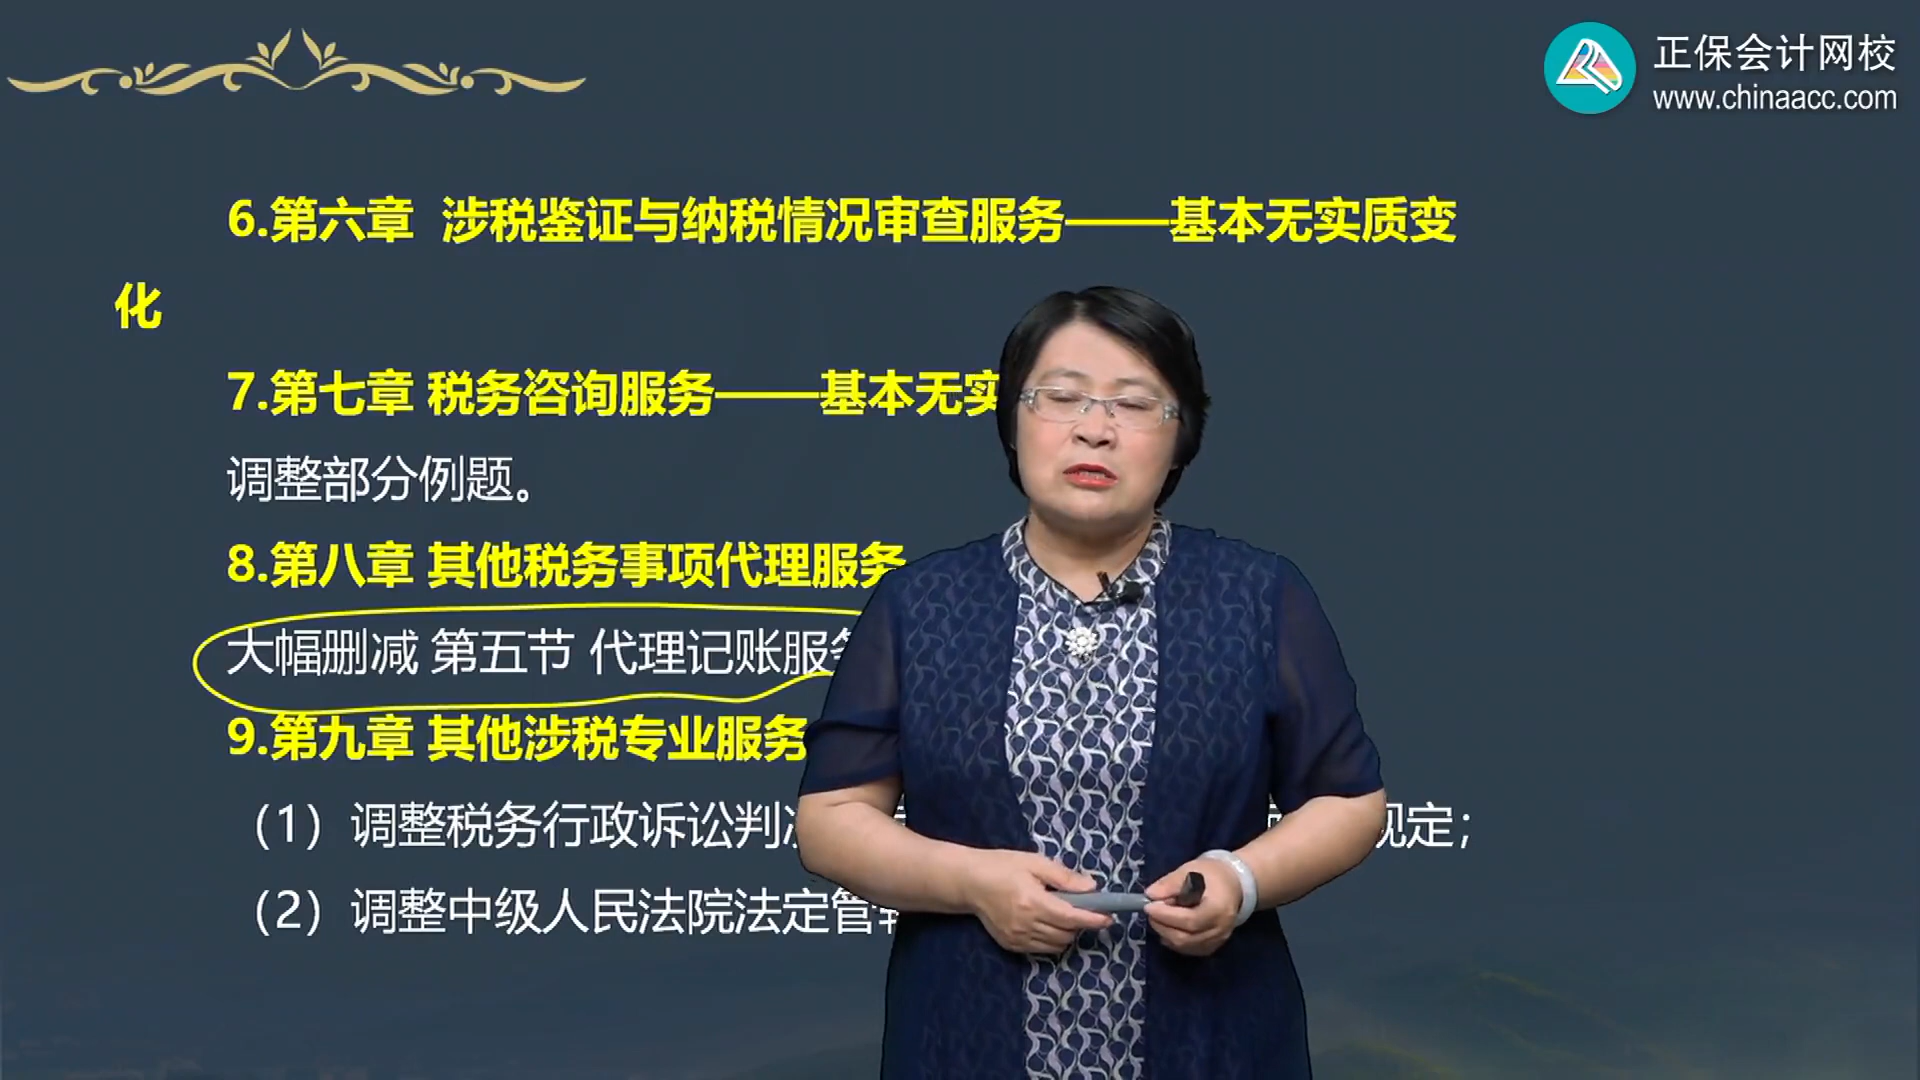 正保会计网校
www.chinaacc.com
6.第六章 涉税鉴证与纳税情况审查服务——基本无实质变
化
7.第七章 税务咨询服务——基本无实
调整部分例题。
8.第八章 其他税务事项代理服务
大幅删减 第五节 代理记账服务
9.第九章 其他涉税专业服务
（1）调整税务行政诉讼判 规定；
（2）调整中级人民法院法定管